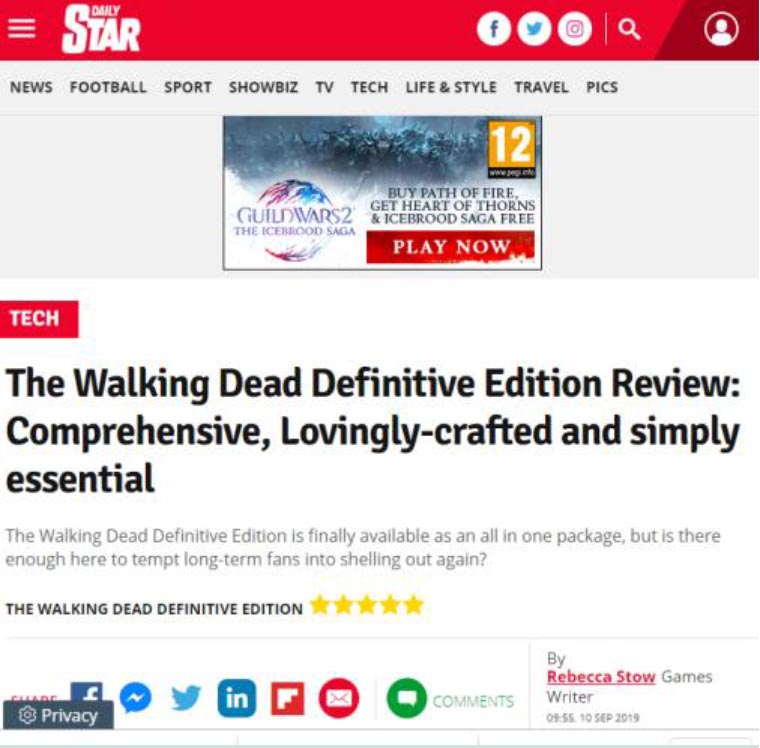 DAILY
STAR
NEWS FOOTBALL SPORT SHOWBIZ TV TECH LIFE & STYLE TRAVEL PICS
12
www.pegi.info
GUILD WARS 2
THE ICEBROOD SAGA
BUY PATH OF FIRE,
GET HEART OF THORNS
& ICEBROOD SAGA FREE
PLAY NOW
TECH
The Walking Dead Definitive Edition Review:
Comprehensive, Lovingly-crafted and simply
essential
The Walking Dead Definitive Edition is finally available as an all in one package, but is there
enough here to tempt long-term fans into shelling out again?
THE WALKING DEAD DEFINITIVE EDITION
SHARE
COMMENTS
By
Rebecca Stow Games
Writer
09:55, 10 SEP 2019
Privacy